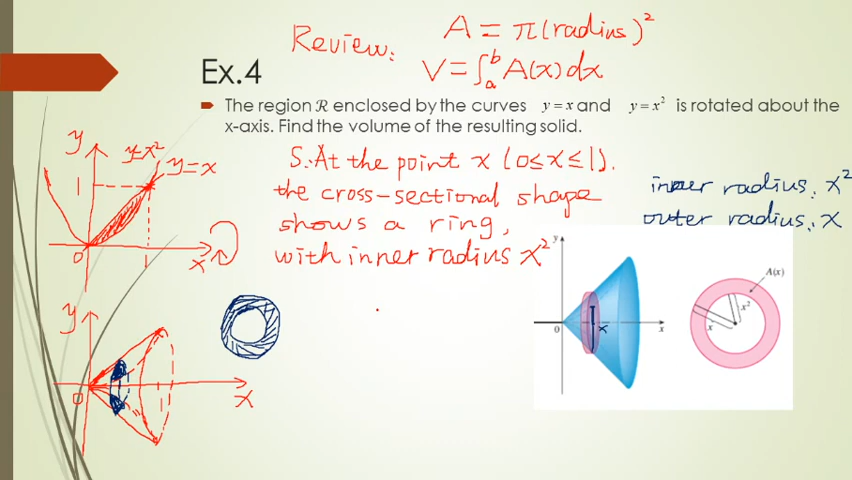 Review:
A = π(radius)²
V = ∫ₐᵇ A(x)dx
Ex.4
The region ℛ enclosed by the curves y = x and y = x² is rotated about the
x-axis. Find the volume of the resulting solid.
y
y=x²
y=x
1
0
1
x
S: At the point x (0≤x≤1).
the cross-sectional shape
shows a ring,
with inner radius x²
inner radius: x²
outer radius: x
y
0
x
x
A(x)
x²
x
y
0
1
x